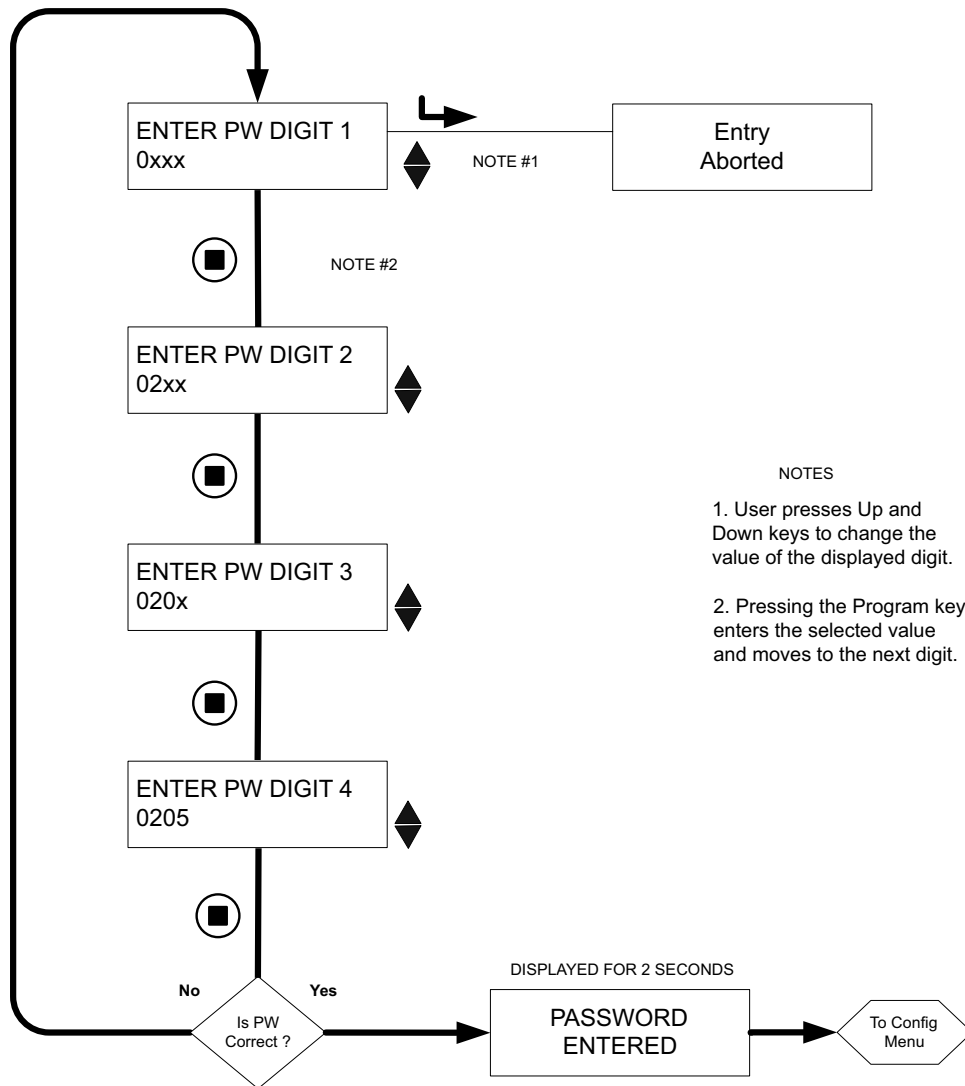 ENTER PW DIGIT 1
0xxx
Entry
Aborted
NOTE #1
NOTE #2
ENTER PW DIGIT 2
02xx
NOTES
1. User presses Up and
Down keys to change the
value of the displayed digit.
2. Pressing the Program key
enters the selected value
and moves to the next digit.
ENTER PW DIGIT 3
020x
ENTER PW DIGIT 4
0205
DISPLAYED FOR 2 SECONDS
No
Yes
Is PW
Correct ?
PASSWORD
ENTERED
To Config
Menu